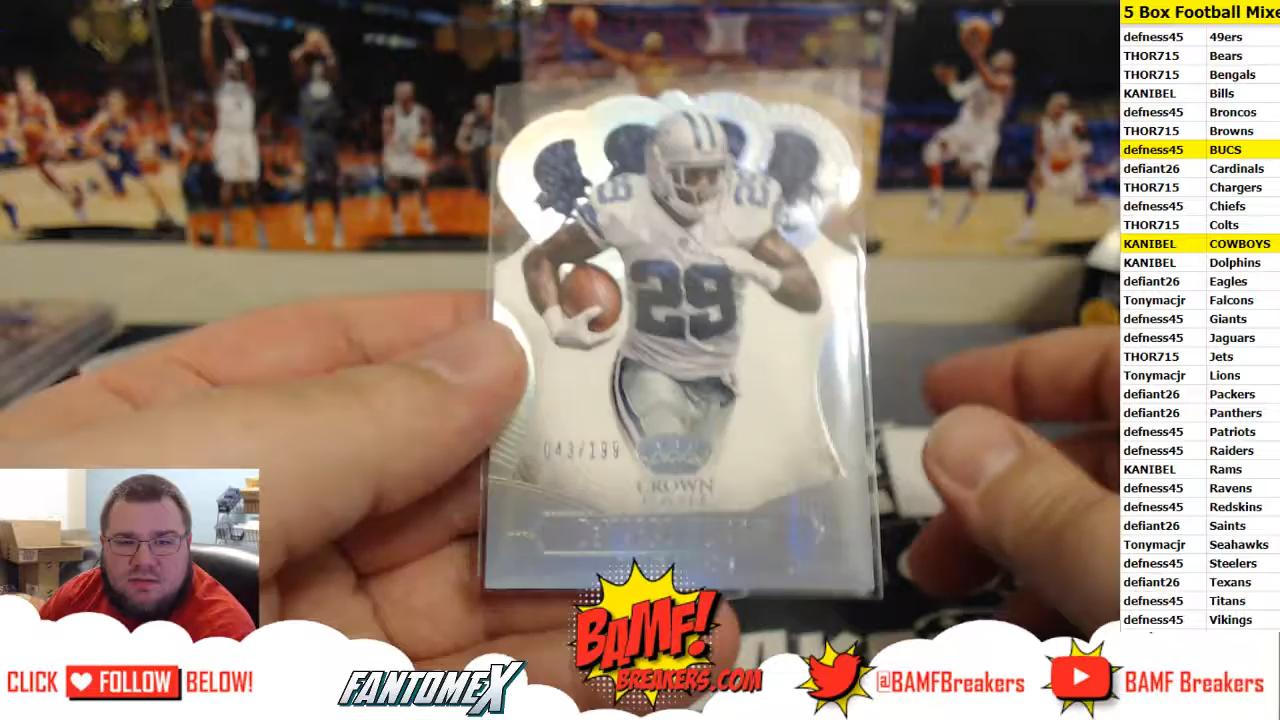 5 Box Football Mixe
defness45 49ers
THOR715 Bears
THOR715 Bengals
KANIBEL Bills
defness45 Broncos
THOR715 Browns
defness45 BUCS
defiant26 Cardinals
THOR715 Chargers
defness45 Chiefs
THOR715 Colts
KANIBEL COWBOYS
KANIBEL Dolphins
defiant26 Eagles
Tonymacjr Falcons
defness45 Giants
defness45 Jaguars
THOR715 Jets
Tonymacjr Lions
defiant26 Packers
defiant26 Panthers
defness45 Patriots
defness45 Raiders
KANIBEL Rams
defness45 Ravens
defness45 Redskins
defiant26 Saints
Tonymacjr Seahawks
defness45 Steelers
defiant26 Texans
defness45 Titans
defness45 Vikings
29
29
29
043/199
CROWN
CLICK FOLLOW BELOW!
FANTOMEX
BAMF!
BREAKERS.COM
@BAMFBreakers
BAMF Breakers